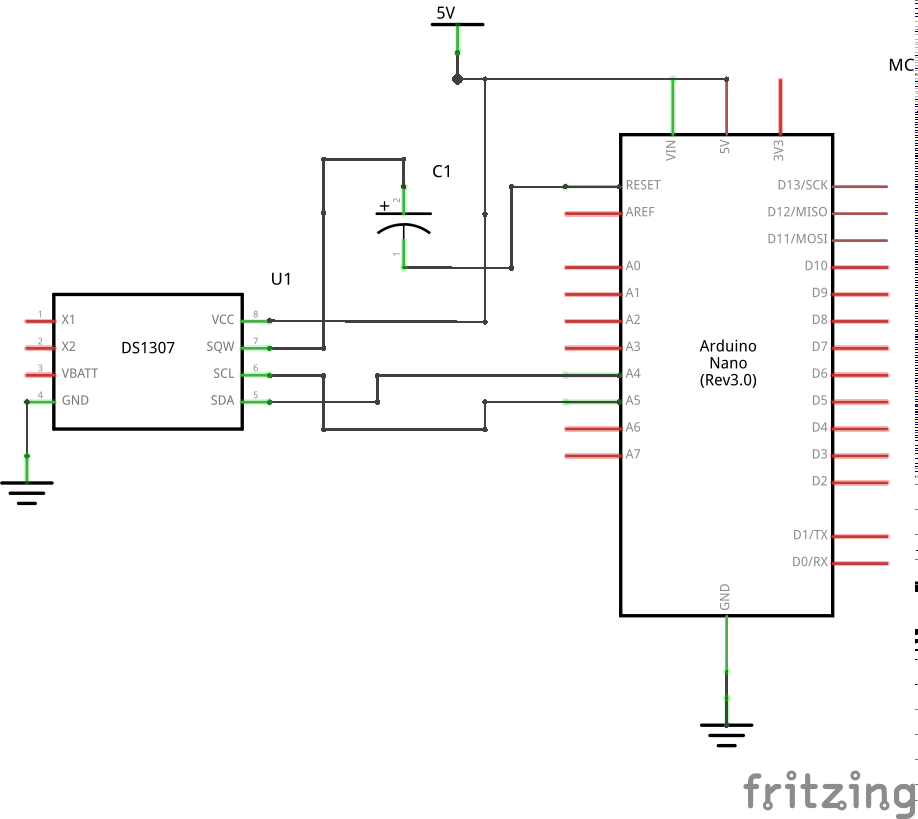 5V
MC
C1
+
2
1
VIN
5V
3V3
RESET
AREF
A0
A1
A2
A3
A4
A5
A6
A7
Arduino
Nano
(Rev3.0)
D13/SCK
D12/MISO
D11/MOSI
D10
D9
D8
D7
D6
D5
D4
D3
D2
D1/TX
D0/RX
GND
U1
DS1307
1 X1
2 X2
3 VBATT
4 GND
VCC 8
SQW 7
SCL 6
SDA 5
fritzing